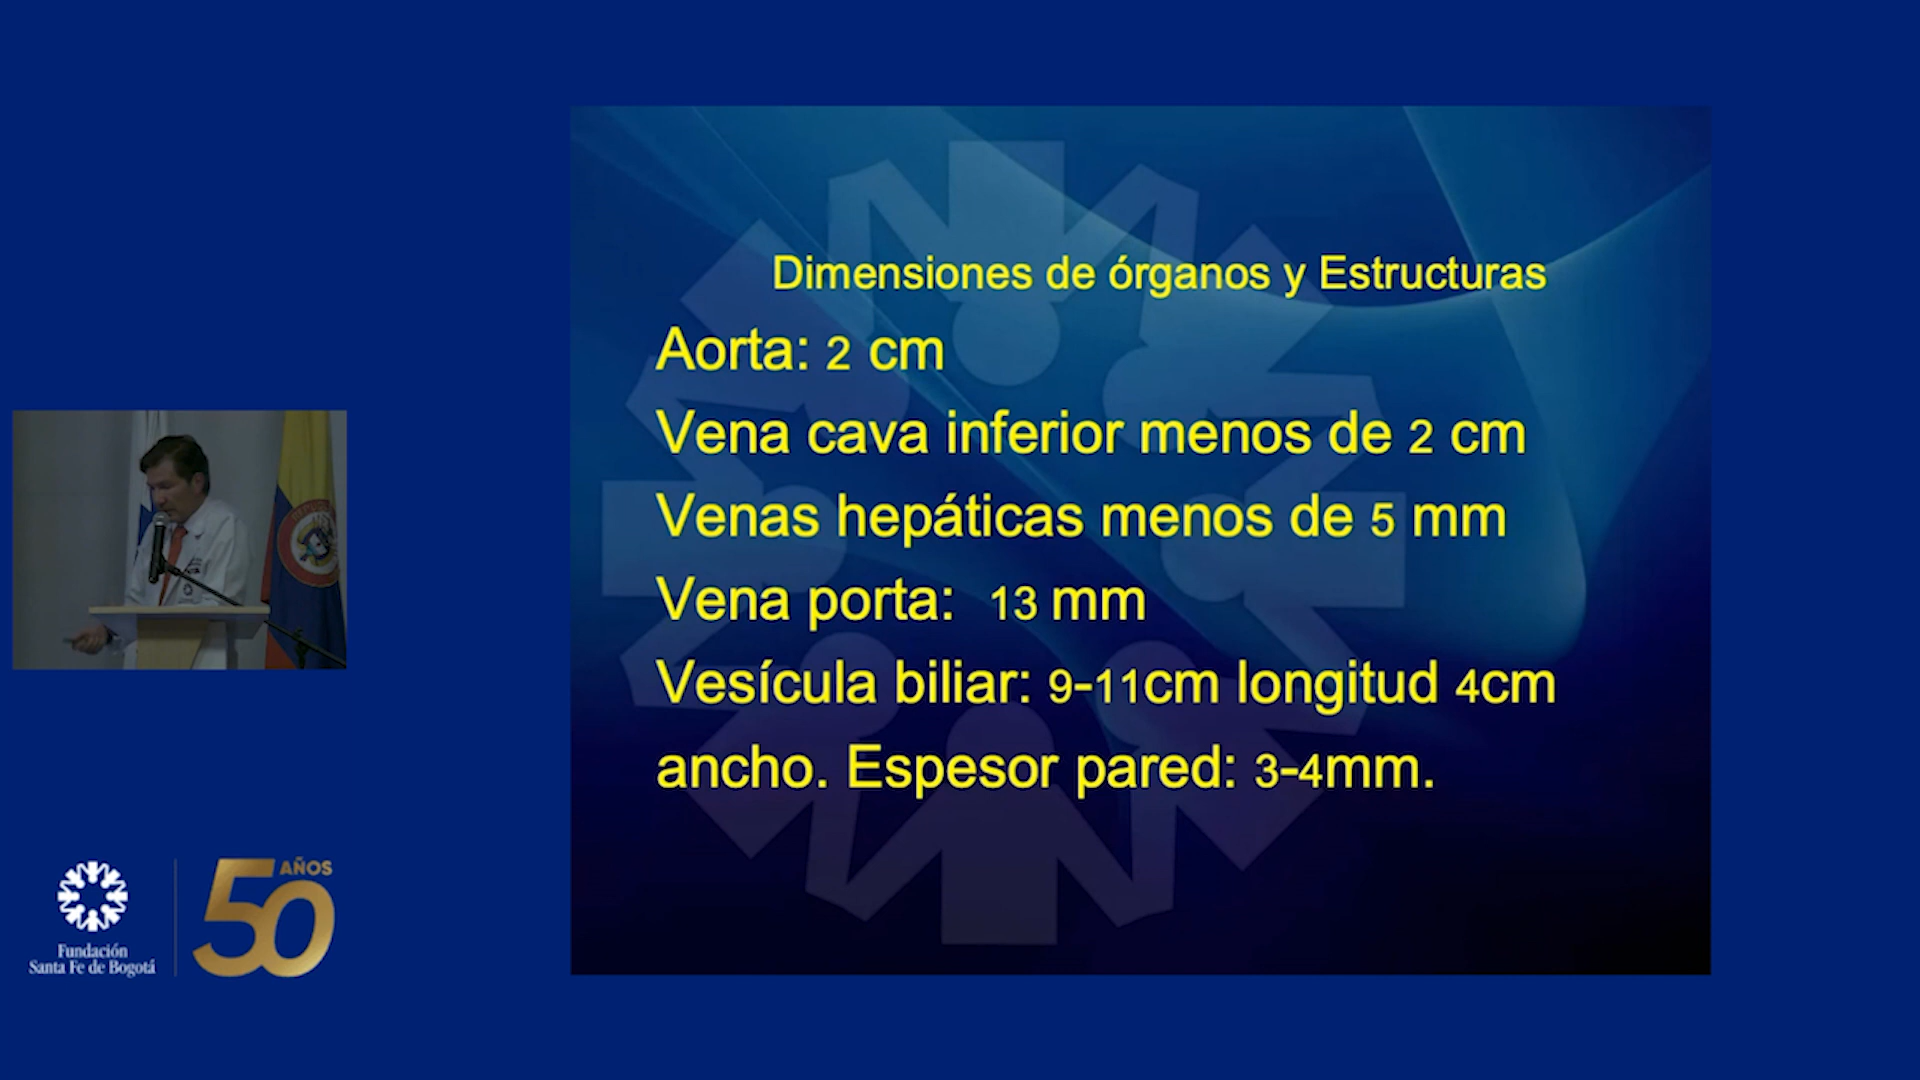 Dimensiones de órganos y Estructuras
Aorta: 2 cm
Vena cava inferior menos de 2 cm
Venas hepáticas menos de 5 mm
Vena porta: 13 mm
Vesícula biliar: 9-11cm longitud 4cm
ancho. Espesor pared: 3-4mm.
Fundación
Santa Fe de Bogotá
50 AÑOS